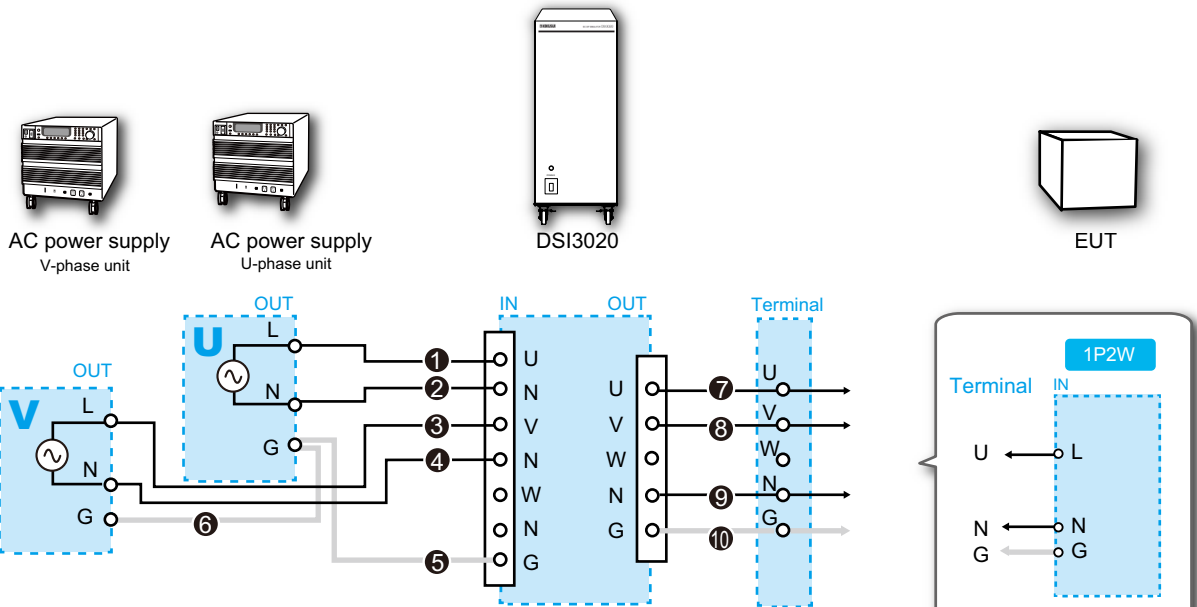 AC power supply
V-phase unit
AC power supply
U-phase unit
DSI3020
EUT
OUT
OUT
IN
OUT
Terminal
U
L
N
G
V
L
N
G
1
2
3
4
5
6
U
N
V
N
W
N
G
U
V
W
N
G
7
8
9
10
U
V
W
N
G
1P2W
Terminal
IN
U
L
N
N
G
G